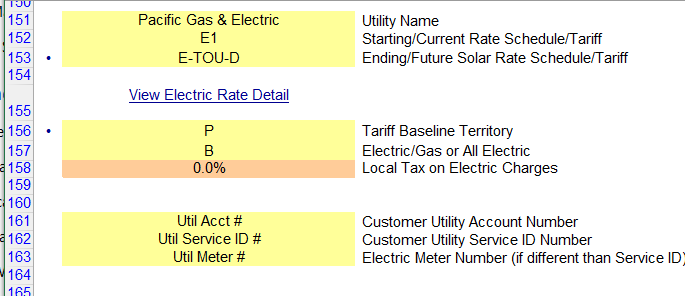 150
151 Pacific Gas & Electric Utility Name
152 E1 Starting/Current Rate Schedule/Tariff
153 • E-TOU-D Ending/Future Solar Rate Schedule/Tariff
154
View Electric Rate Detail
155
156 • P Tariff Baseline Territory
157 B Electric/Gas or All Electric
158 0.0% Local Tax on Electric Charges
159
160
161 Util Acct # Customer Utility Account Number
162 Util Service ID # Customer Utility Service ID Number
163 Util Meter # Electric Meter Number (if different than Service ID)
164
165